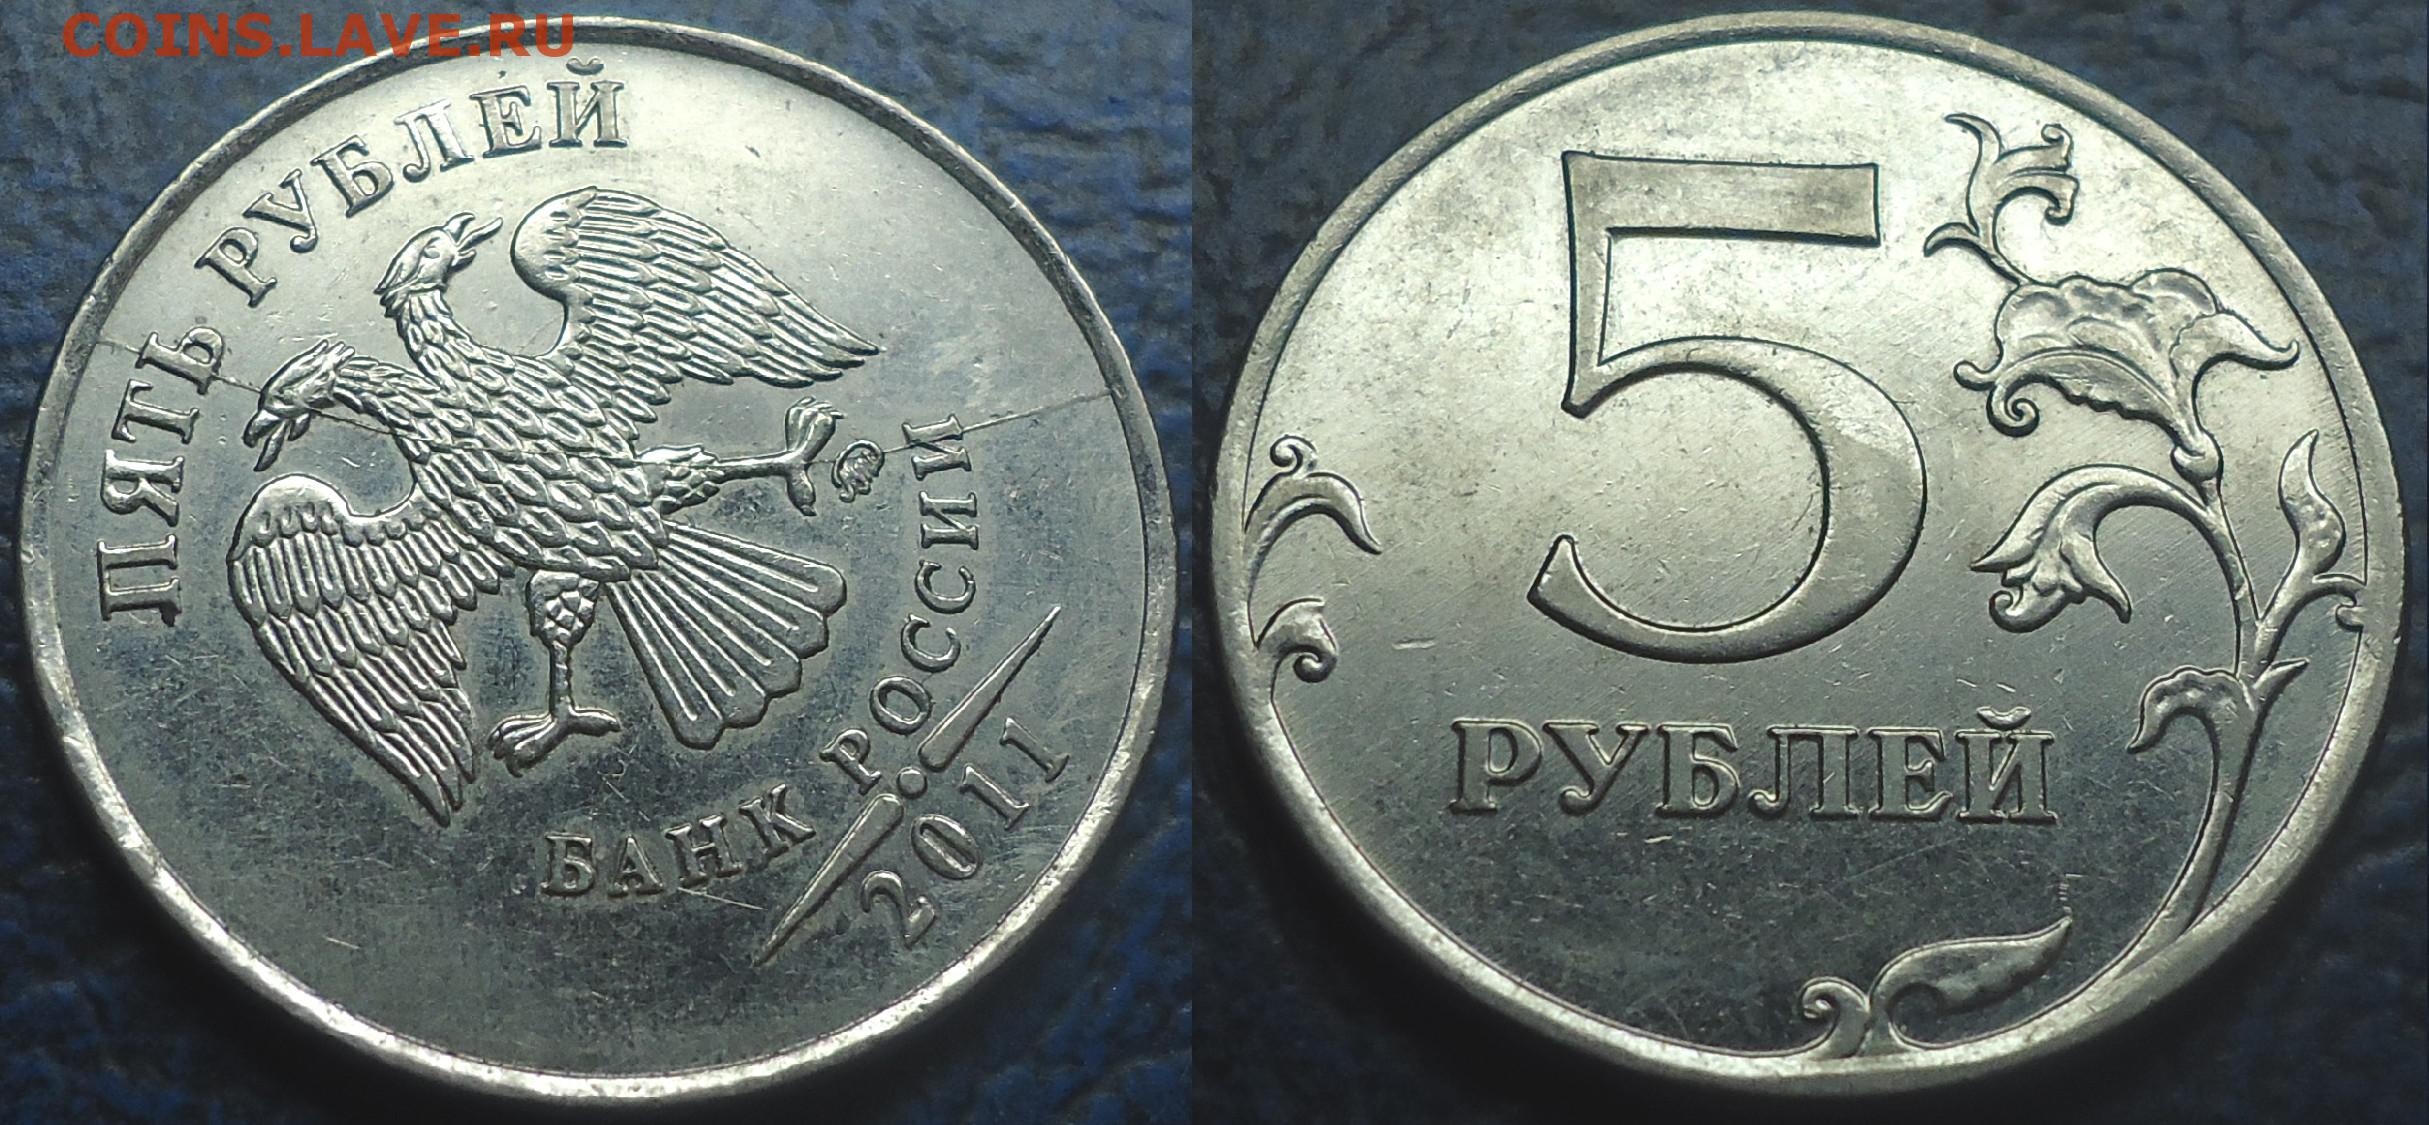 COINS.LAVE.RU
ПЯТЬ РУБЛЕЙ
БАНК РОССИИ
2011
5
РУБЛЕЙ